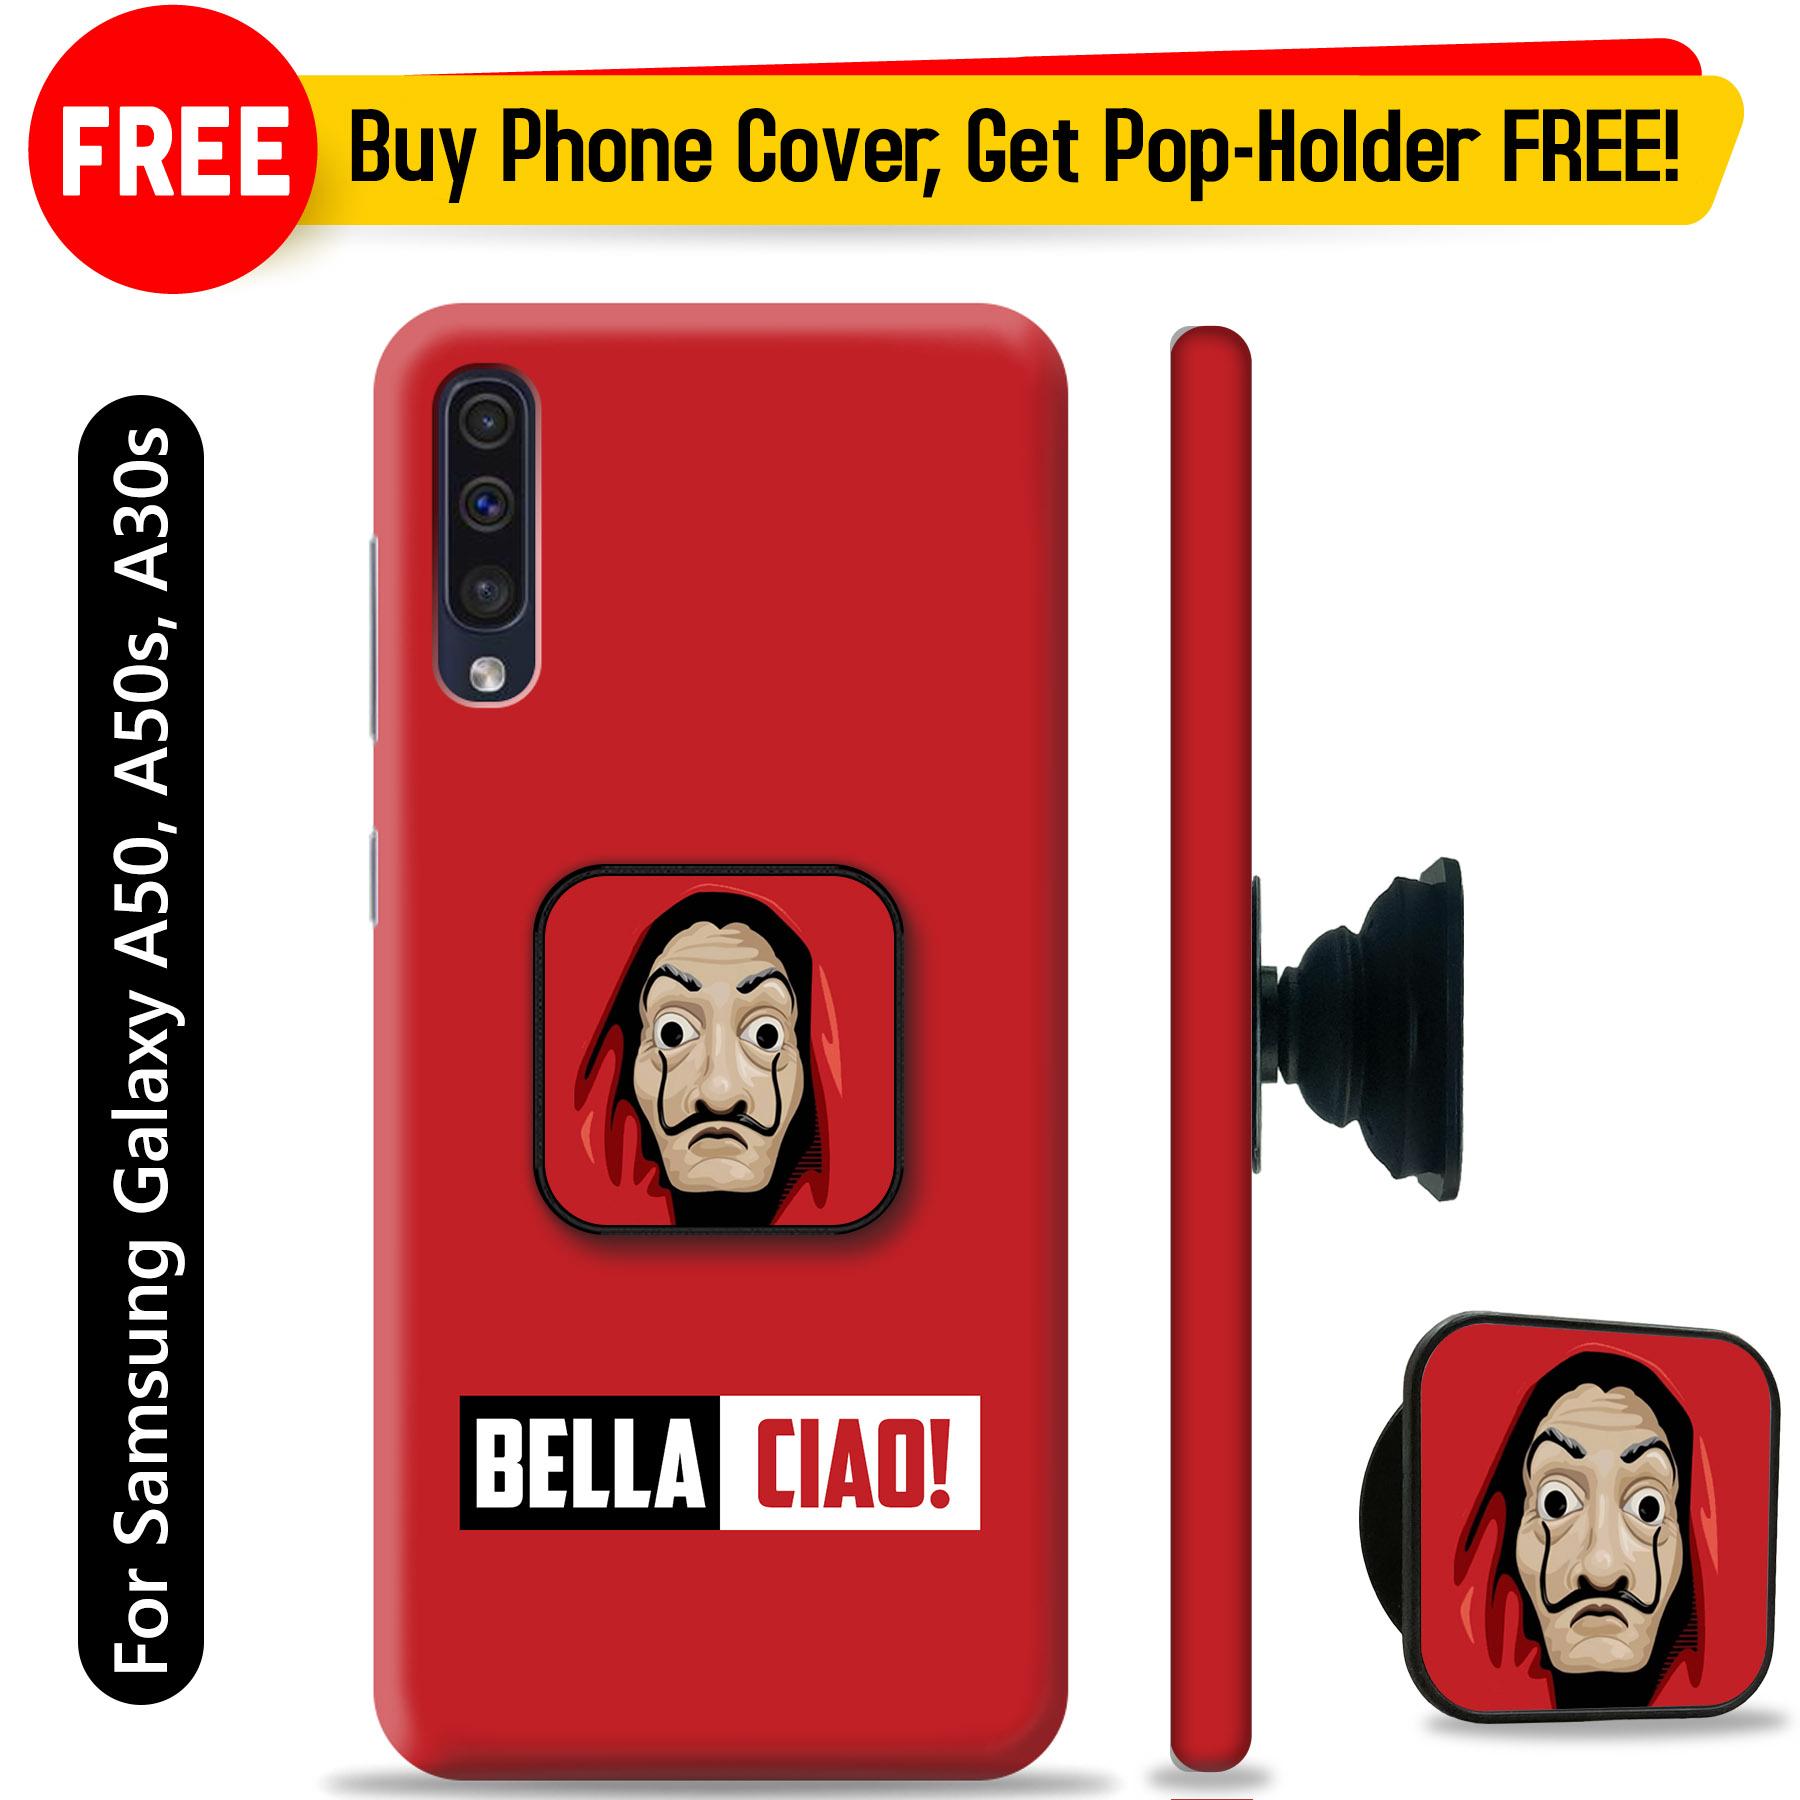 FREE
Buy Phone Cover, Get Pop-Holder FREE!
For Samsung Galaxy A50, A50s, A30s
BELLA CIAO!